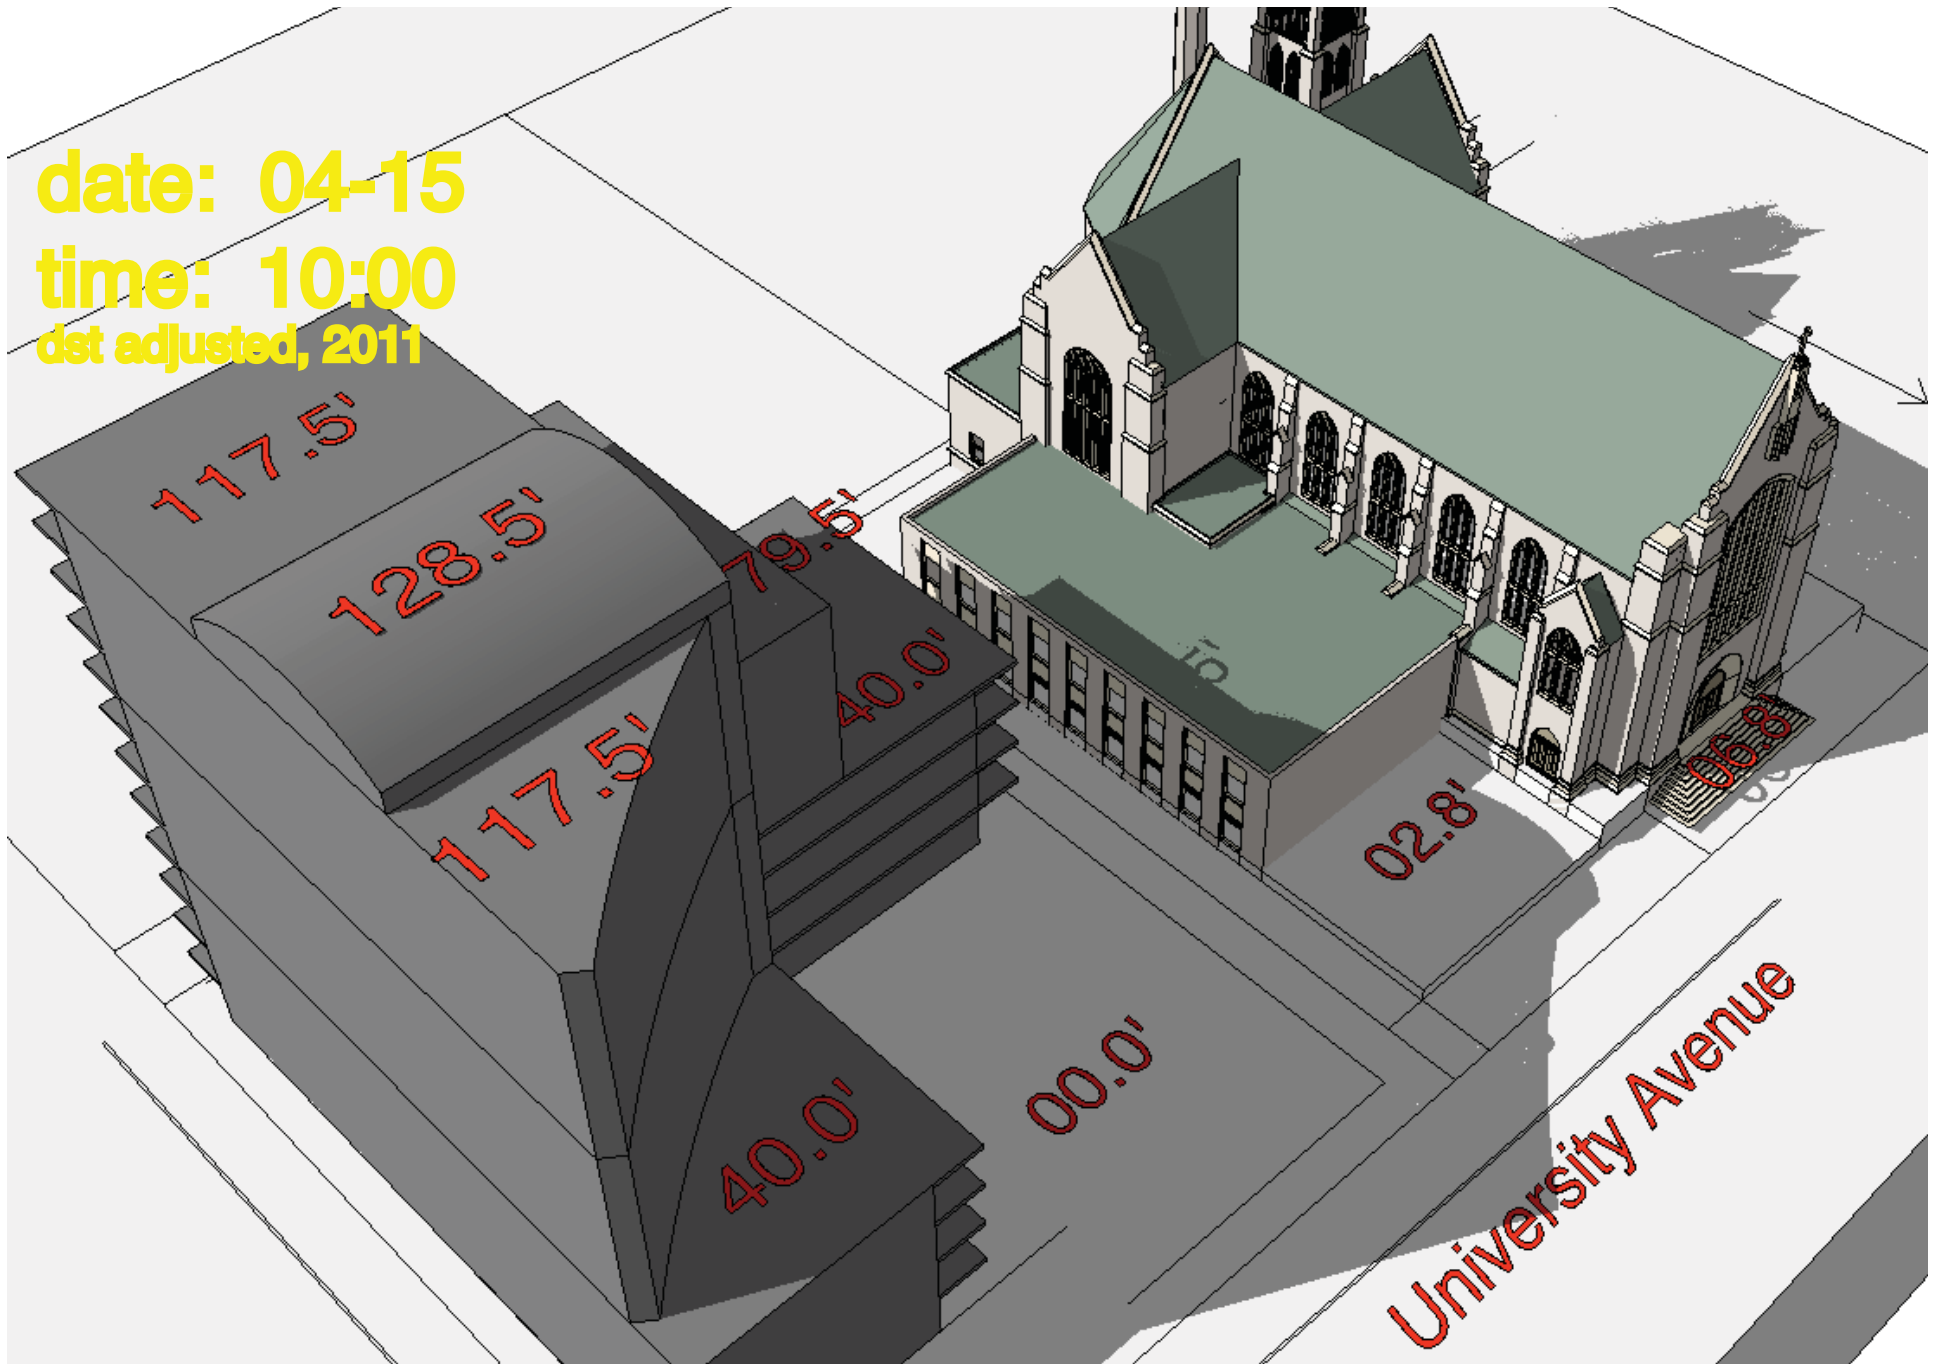 date: 04-15
time: 10:00
dst adjusted, 2011
117.5'
128.5'
79.5'
40.0'
117.5'
06.8'
02.8'
00.0'
40.0'
University Avenue